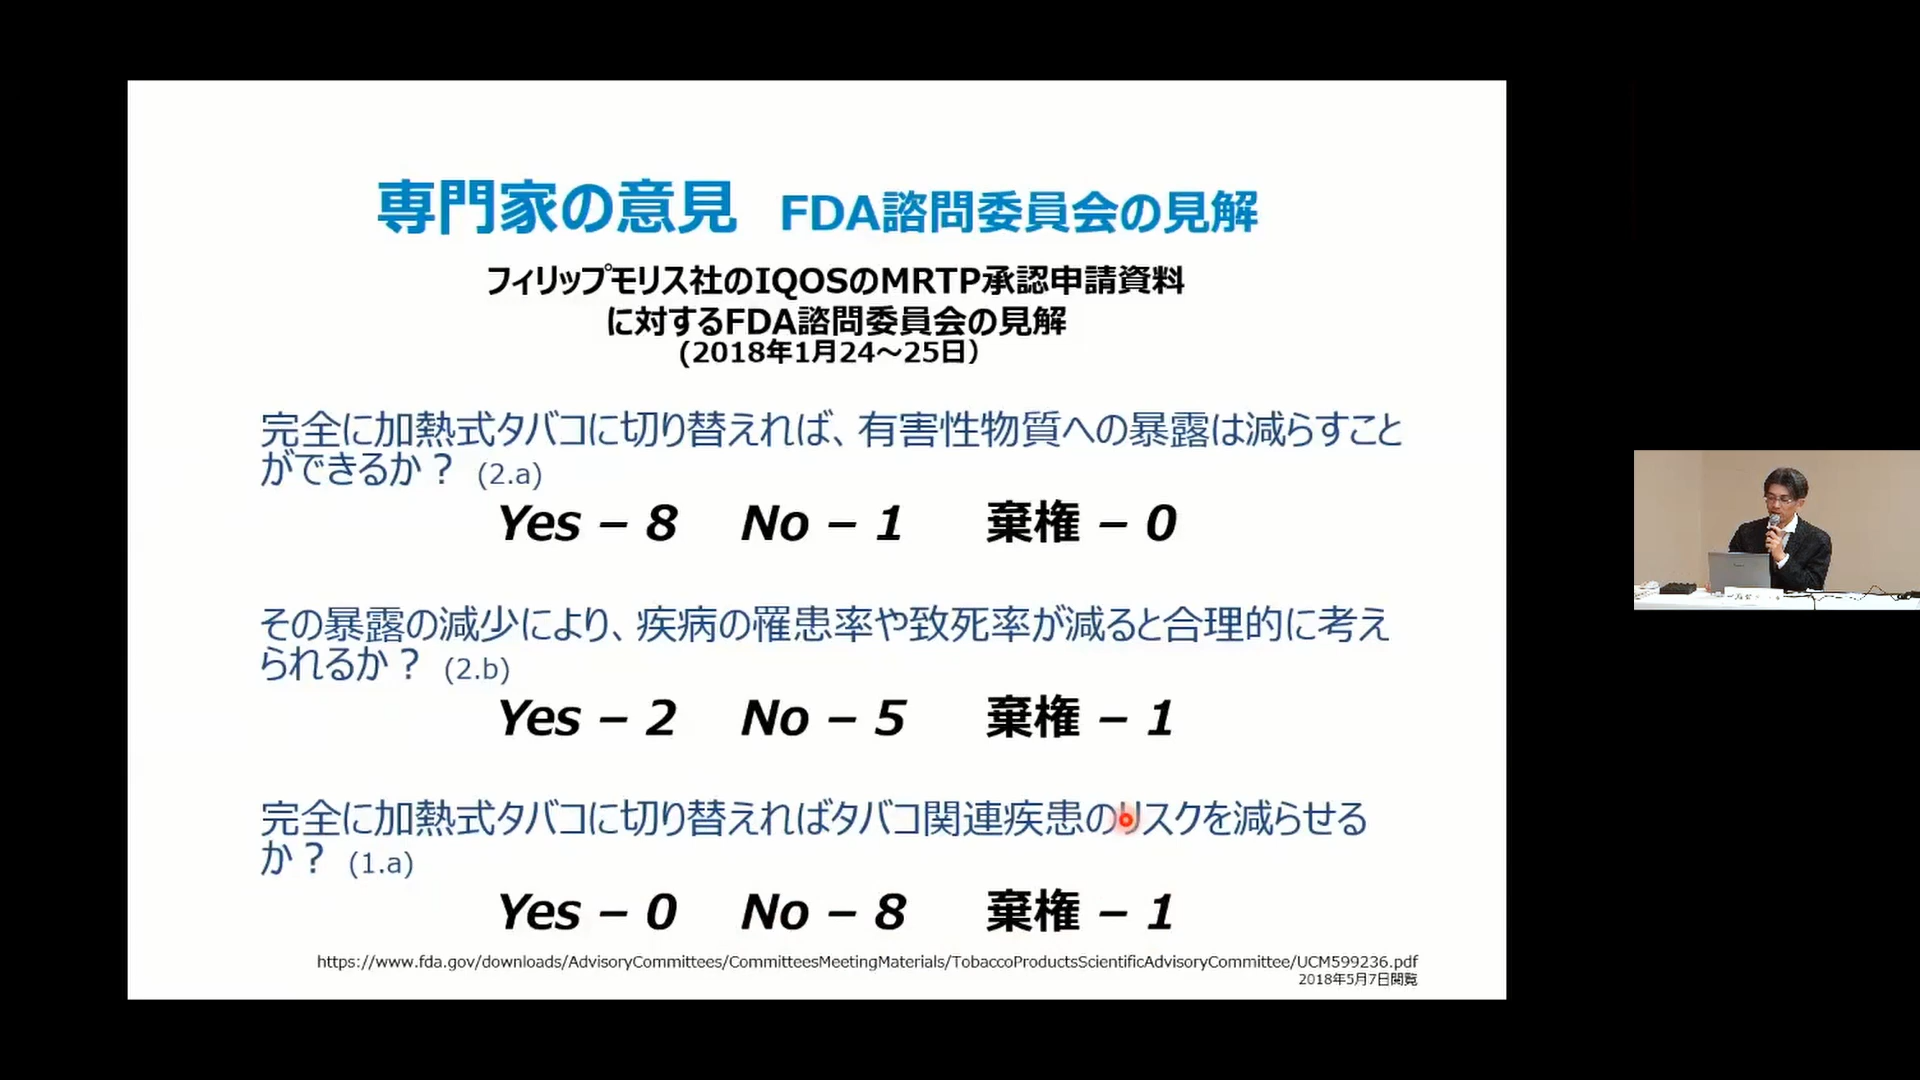 専門家の意見 FDA諮問委員会の見解
フィリップモリス社のIQOSのMRTP承認申請資料
に対するFDA諮問委員会の見解
(2018年1月24～25日)
完全に加熱式タバコに切り替えれば、有害性物質への暴露は減らすこと
ができるか？ (2.a)
Yes – 8 No – 1 棄権 – 0
その暴露の減少により、疾病の罹患率や致死率が減ると合理的に考え
られるか？ (2.b)
Yes – 2 No – 5 棄権 – 1
完全に加熱式タバコに切り替えればタバコ関連疾患のリスクを減らせる
か？ (1.a)
Yes – 0 No – 8 棄権 – 1
https://www.fda.gov/downloads/AdvisoryCommittees/CommitteesMeetingMaterials/TobaccoProductsScientificAdvisoryCommittee/UCM599236.pdf
2018年5月7日閲覧